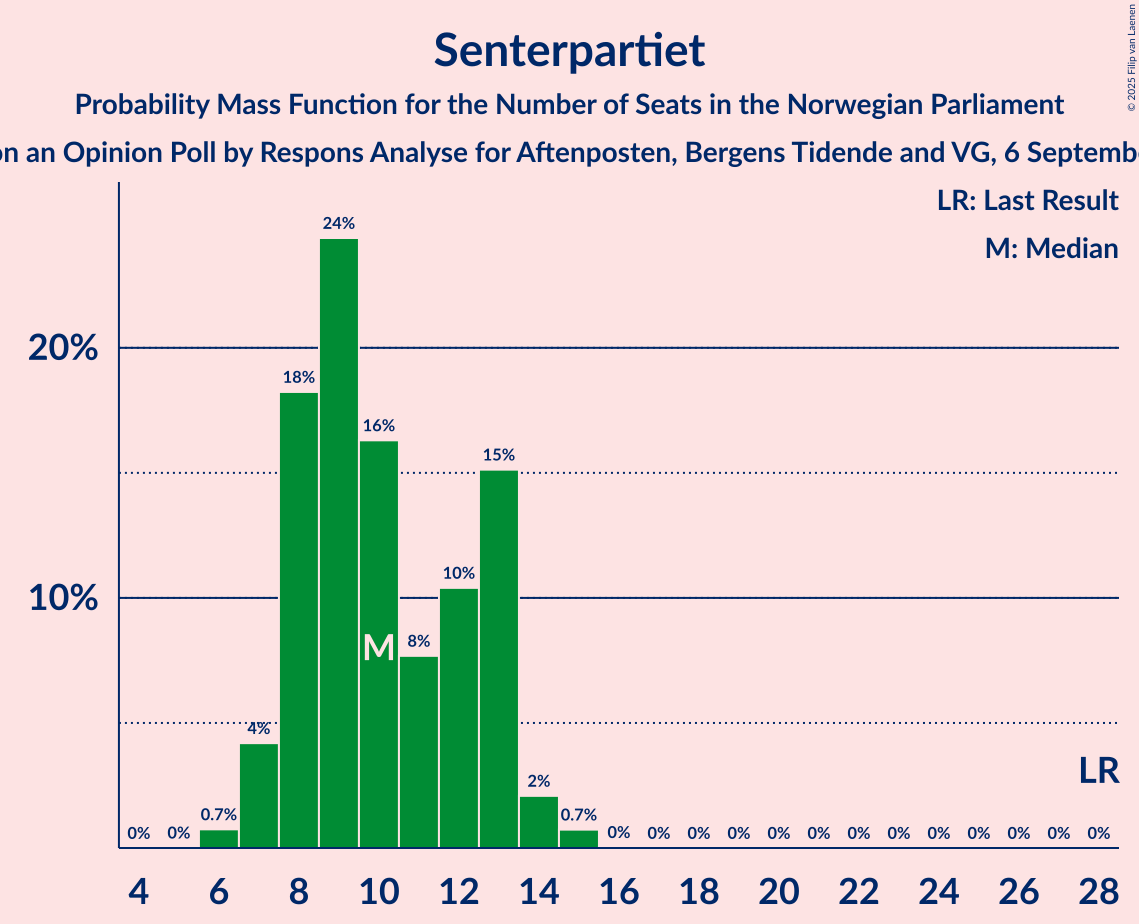 Senterpartiet
Probability Mass Function for the Number of Seats in the Norwegian Parliament
on an Opinion Poll by Respons Analyse for Aftenposten, Bergens Tidende and VG, 6 Septemb
© 2025 Filip van Laenen
LR: Last Result
M: Median
20%
10%
0% 0% 0.7% 4% 18% 24% 16% 8% 10% 15% 2% 0.7% 0% 0% 0% 0% 0% 0% 0% 0% 0% 0% 0% 0% 0%
M
LR
4 6 8 10 12 14 16 18 20 22 24 26 28